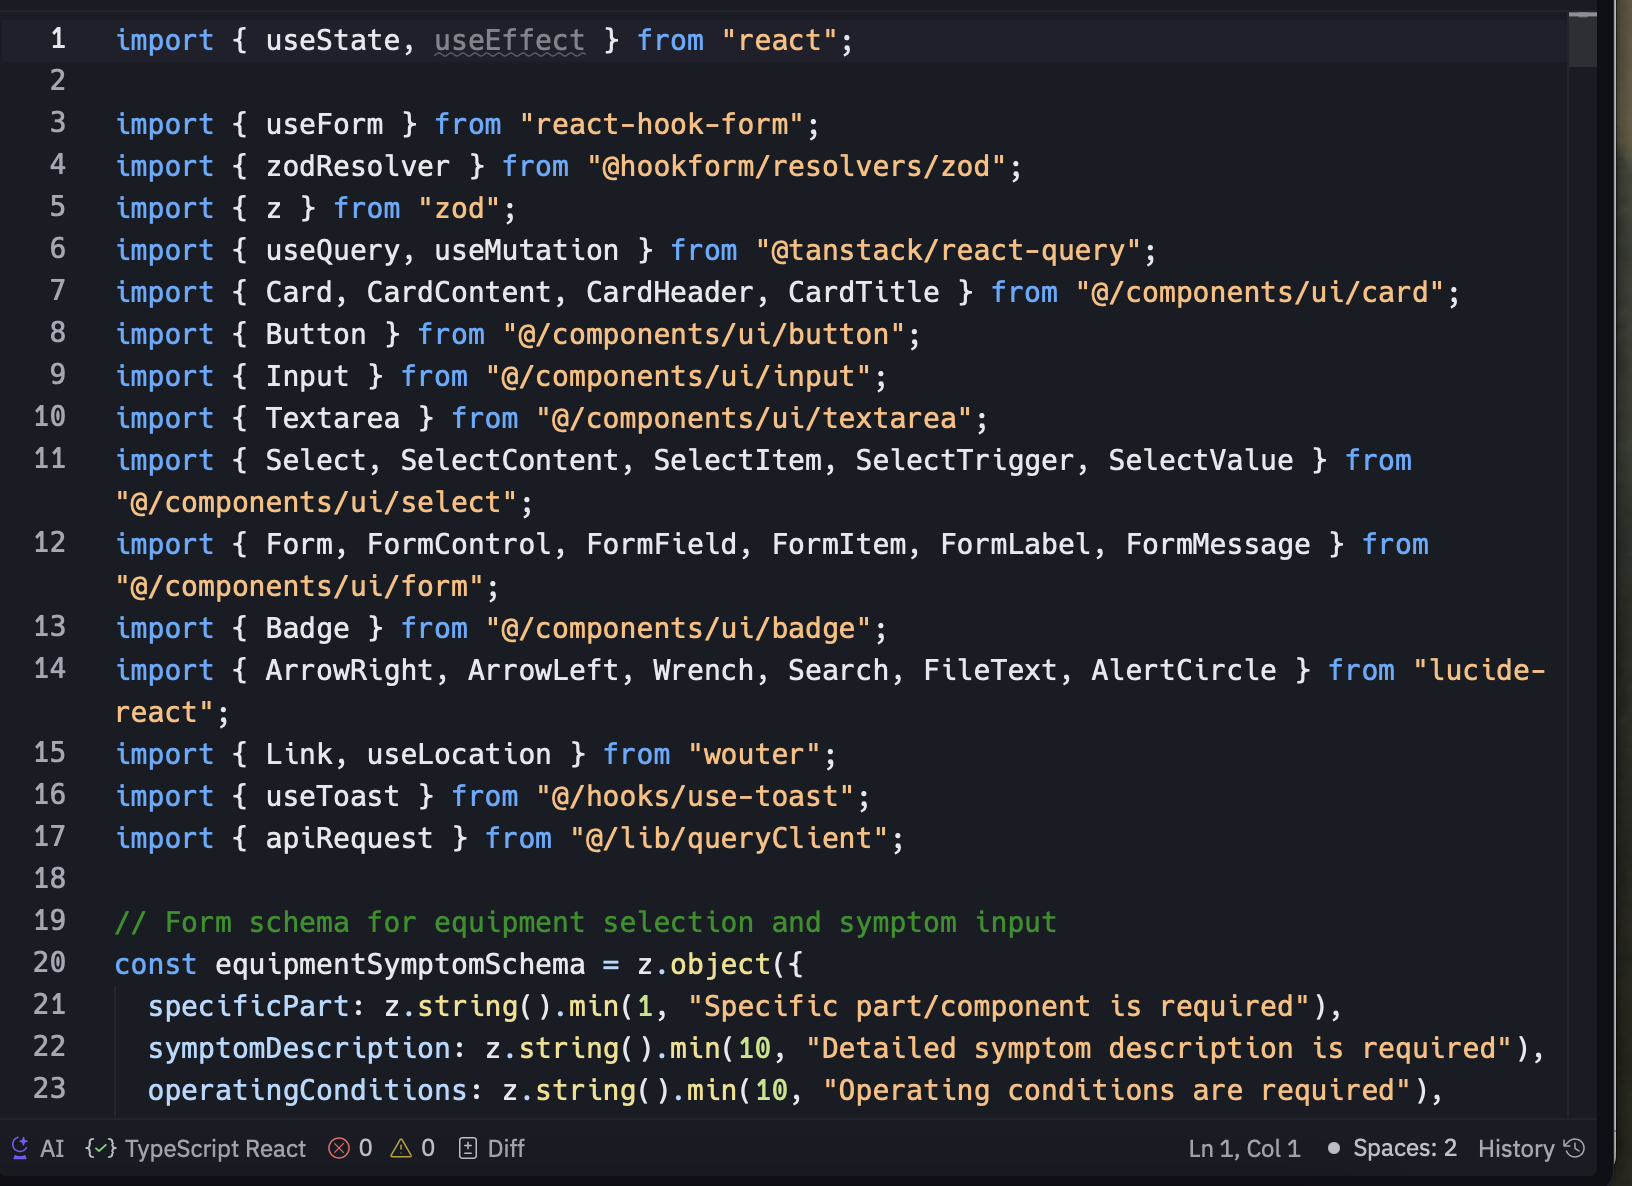 1 import { useState, useEffect } from "react";
2
3 import { useForm } from "react-hook-form";
4 import { zodResolver } from "@hookform/resolvers/zod";
5 import { z } from "zod";
6 import { useQuery, useMutation } from "@tanstack/react-query";
7 import { Card, CardContent, CardHeader, CardTitle } from "@/components/ui/card";
8 import { Button } from "@/components/ui/button";
9 import { Input } from "@/components/ui/input";
10 import { Textarea } from "@/components/ui/textarea";
11 import { Select, SelectContent, SelectItem, SelectTrigger, SelectValue } from
"@/components/ui/select";
12 import { Form, FormControl, FormField, FormItem, FormLabel, FormMessage } from
"@/components/ui/form";
13 import { Badge } from "@/components/ui/badge";
14 import { ArrowRight, ArrowLeft, Wrench, Search, FileText, AlertCircle } from "lucide-
react";
15 import { Link, useLocation } from "wouter";
16 import { useToast } from "@/hooks/use-toast";
17 import { apiRequest } from "@/lib/queryClient";
18
19 // Form schema for equipment selection and symptom input
20 const equipmentSymptomSchema = z.object({
21 specificPart: z.string().min(1, "Specific part/component is required"),
22 symptomDescription: z.string().min(10, "Detailed symptom description is required"),
23 operatingConditions: z.string().min(10, "Operating conditions are required"),
AI TypeScript React 0 0 Diff Ln 1, Col 1 Spaces: 2 History